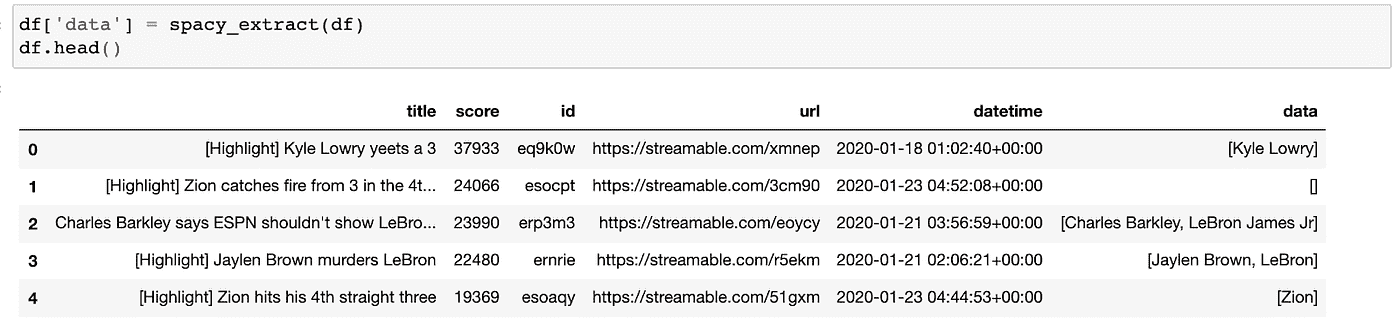 df['data'] = spacy_extract(df)
df.head()
title score id url datetime data
0 [Highlight] Kyle Lowry yeets a 3 37933 eq9k0w https://streamable.com/xmnep 2020-01-18 01:02:40+00:00 [Kyle Lowry]
1 [Highlight] Zion catches fire from 3 in the 4t... 24066 esocpt https://streamable.com/3cm90 2020-01-23 04:52:08+00:00 []
2 Charles Barkley says ESPN shouldn't show LeBro... 23990 erp3m3 https://streamable.com/eoycy 2020-01-21 03:56:59+00:00 [Charles Barkley, LeBron James Jr]
3 [Highlight] Jaylen Brown murders LeBron 22480 ernrie https://streamable.com/r5ekm 2020-01-21 02:06:21+00:00 [Jaylen Brown, LeBron]
4 [Highlight] Zion hits his 4th straight three 19369 esoaqy https://streamable.com/51gxm 2020-01-23 04:44:53+00:00 [Zion]